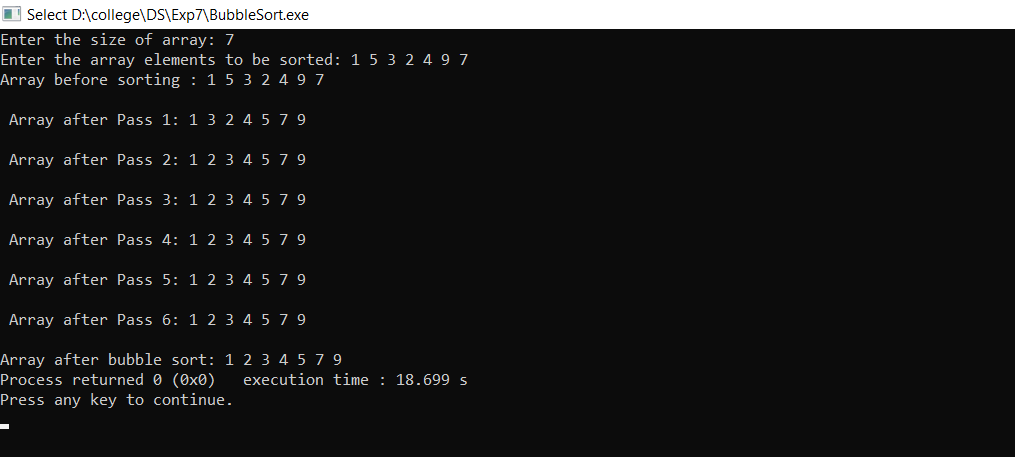 Select D:\college\DS\Exp7\BubbleSort.exe
Enter the size of array: 7
Enter the array elements to be sorted: 1 5 3 2 4 9 7
Array before sorting : 1 5 3 2 4 9 7
Array after Pass 1: 1 3 2 4 5 7 9
Array after Pass 2: 1 2 3 4 5 7 9
Array after Pass 3: 1 2 3 4 5 7 9
Array after Pass 4: 1 2 3 4 5 7 9
Array after Pass 5: 1 2 3 4 5 7 9
Array after Pass 6: 1 2 3 4 5 7 9
Array after bubble sort: 1 2 3 4 5 7 9
Process returned 0 (0x0)   execution time : 18.699 s
Press any key to continue.